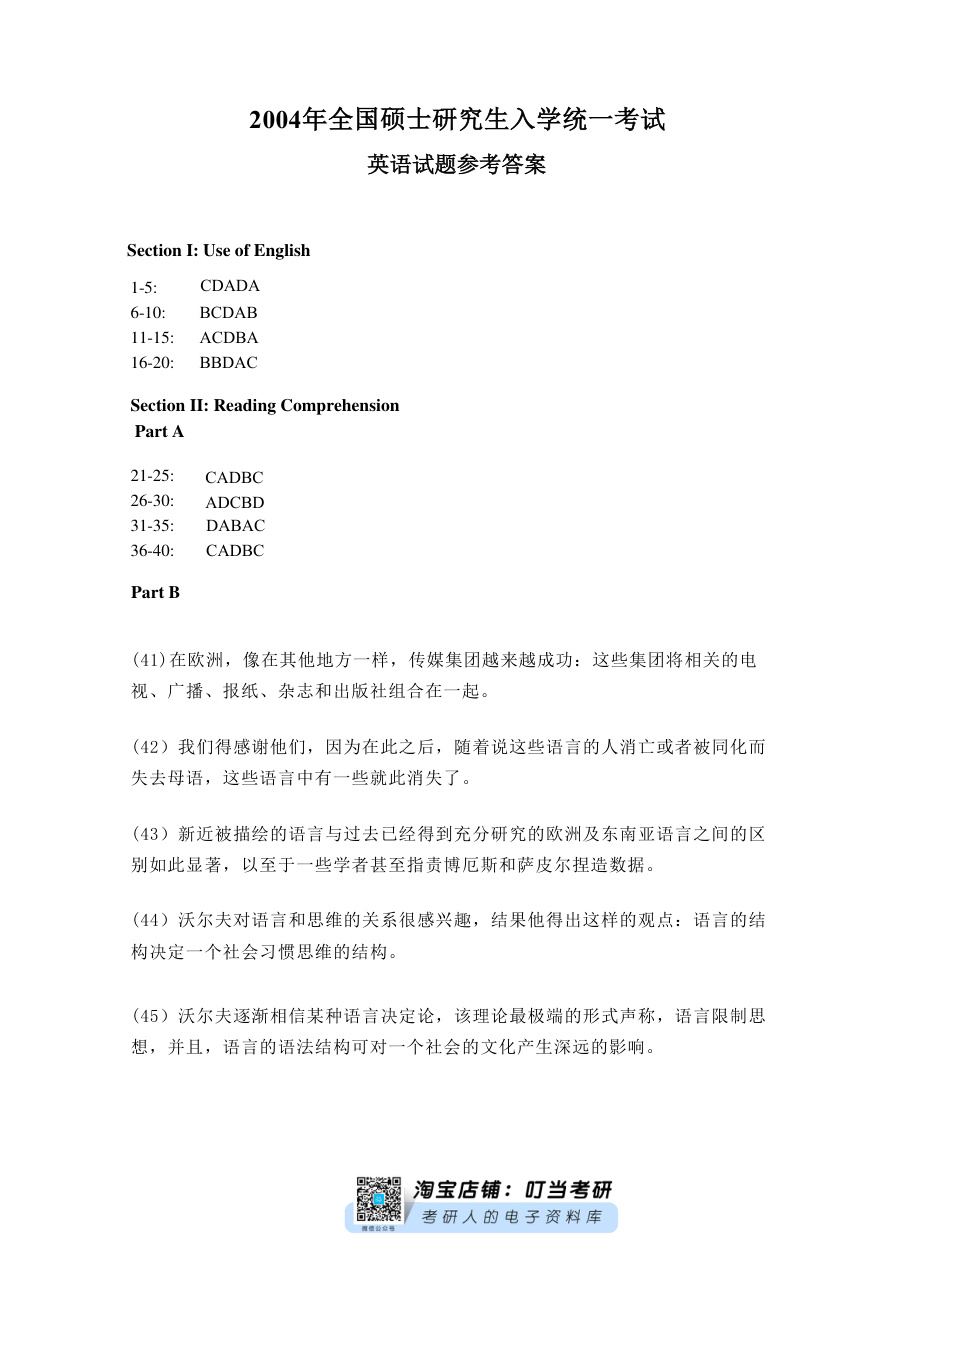 2004年全国硕士研究生入学统一考试
英语试题参考答案
Section I: Use of English
1-5: CDADA
6-10: BCDAB
11-15: ACDBA
16-20: BBDAC
Section II: Reading Comprehension
Part A
21-25: CADBC
26-30: ADCBD
31-35: DABAC
36-40: CADBC
Part B
(41)在欧洲，像在其他地方一样，传媒集团越来越成功：这些集团将相关的电
视、广播、报纸、杂志和出版社组合在一起。
(42）我们得感谢他们，因为在此之后，随着说这些语言的人消亡或者被同化而
失去母语，这些语言中有一些就此消失了。
(43）新近被描绘的语言与过去已经得到充分研究的欧洲及东南亚语言之间的区
别如此显著，以至于一些学者甚至指责博厄斯和萨皮尔捏造数据。
(44）沃尔夫对语言和思维的关系很感兴趣，结果他得出这样的观点：语言的结
构决定一个社会习惯思维的结构。
(45）沃尔夫逐渐相信某种语言决定论，该理论最极端的形式声称，语言限制思
想，并且，语言的语法结构可对一个社会的文化产生深远的影响。
淘宝店铺：叮当考研
考研人的电子资料库
微信公众号